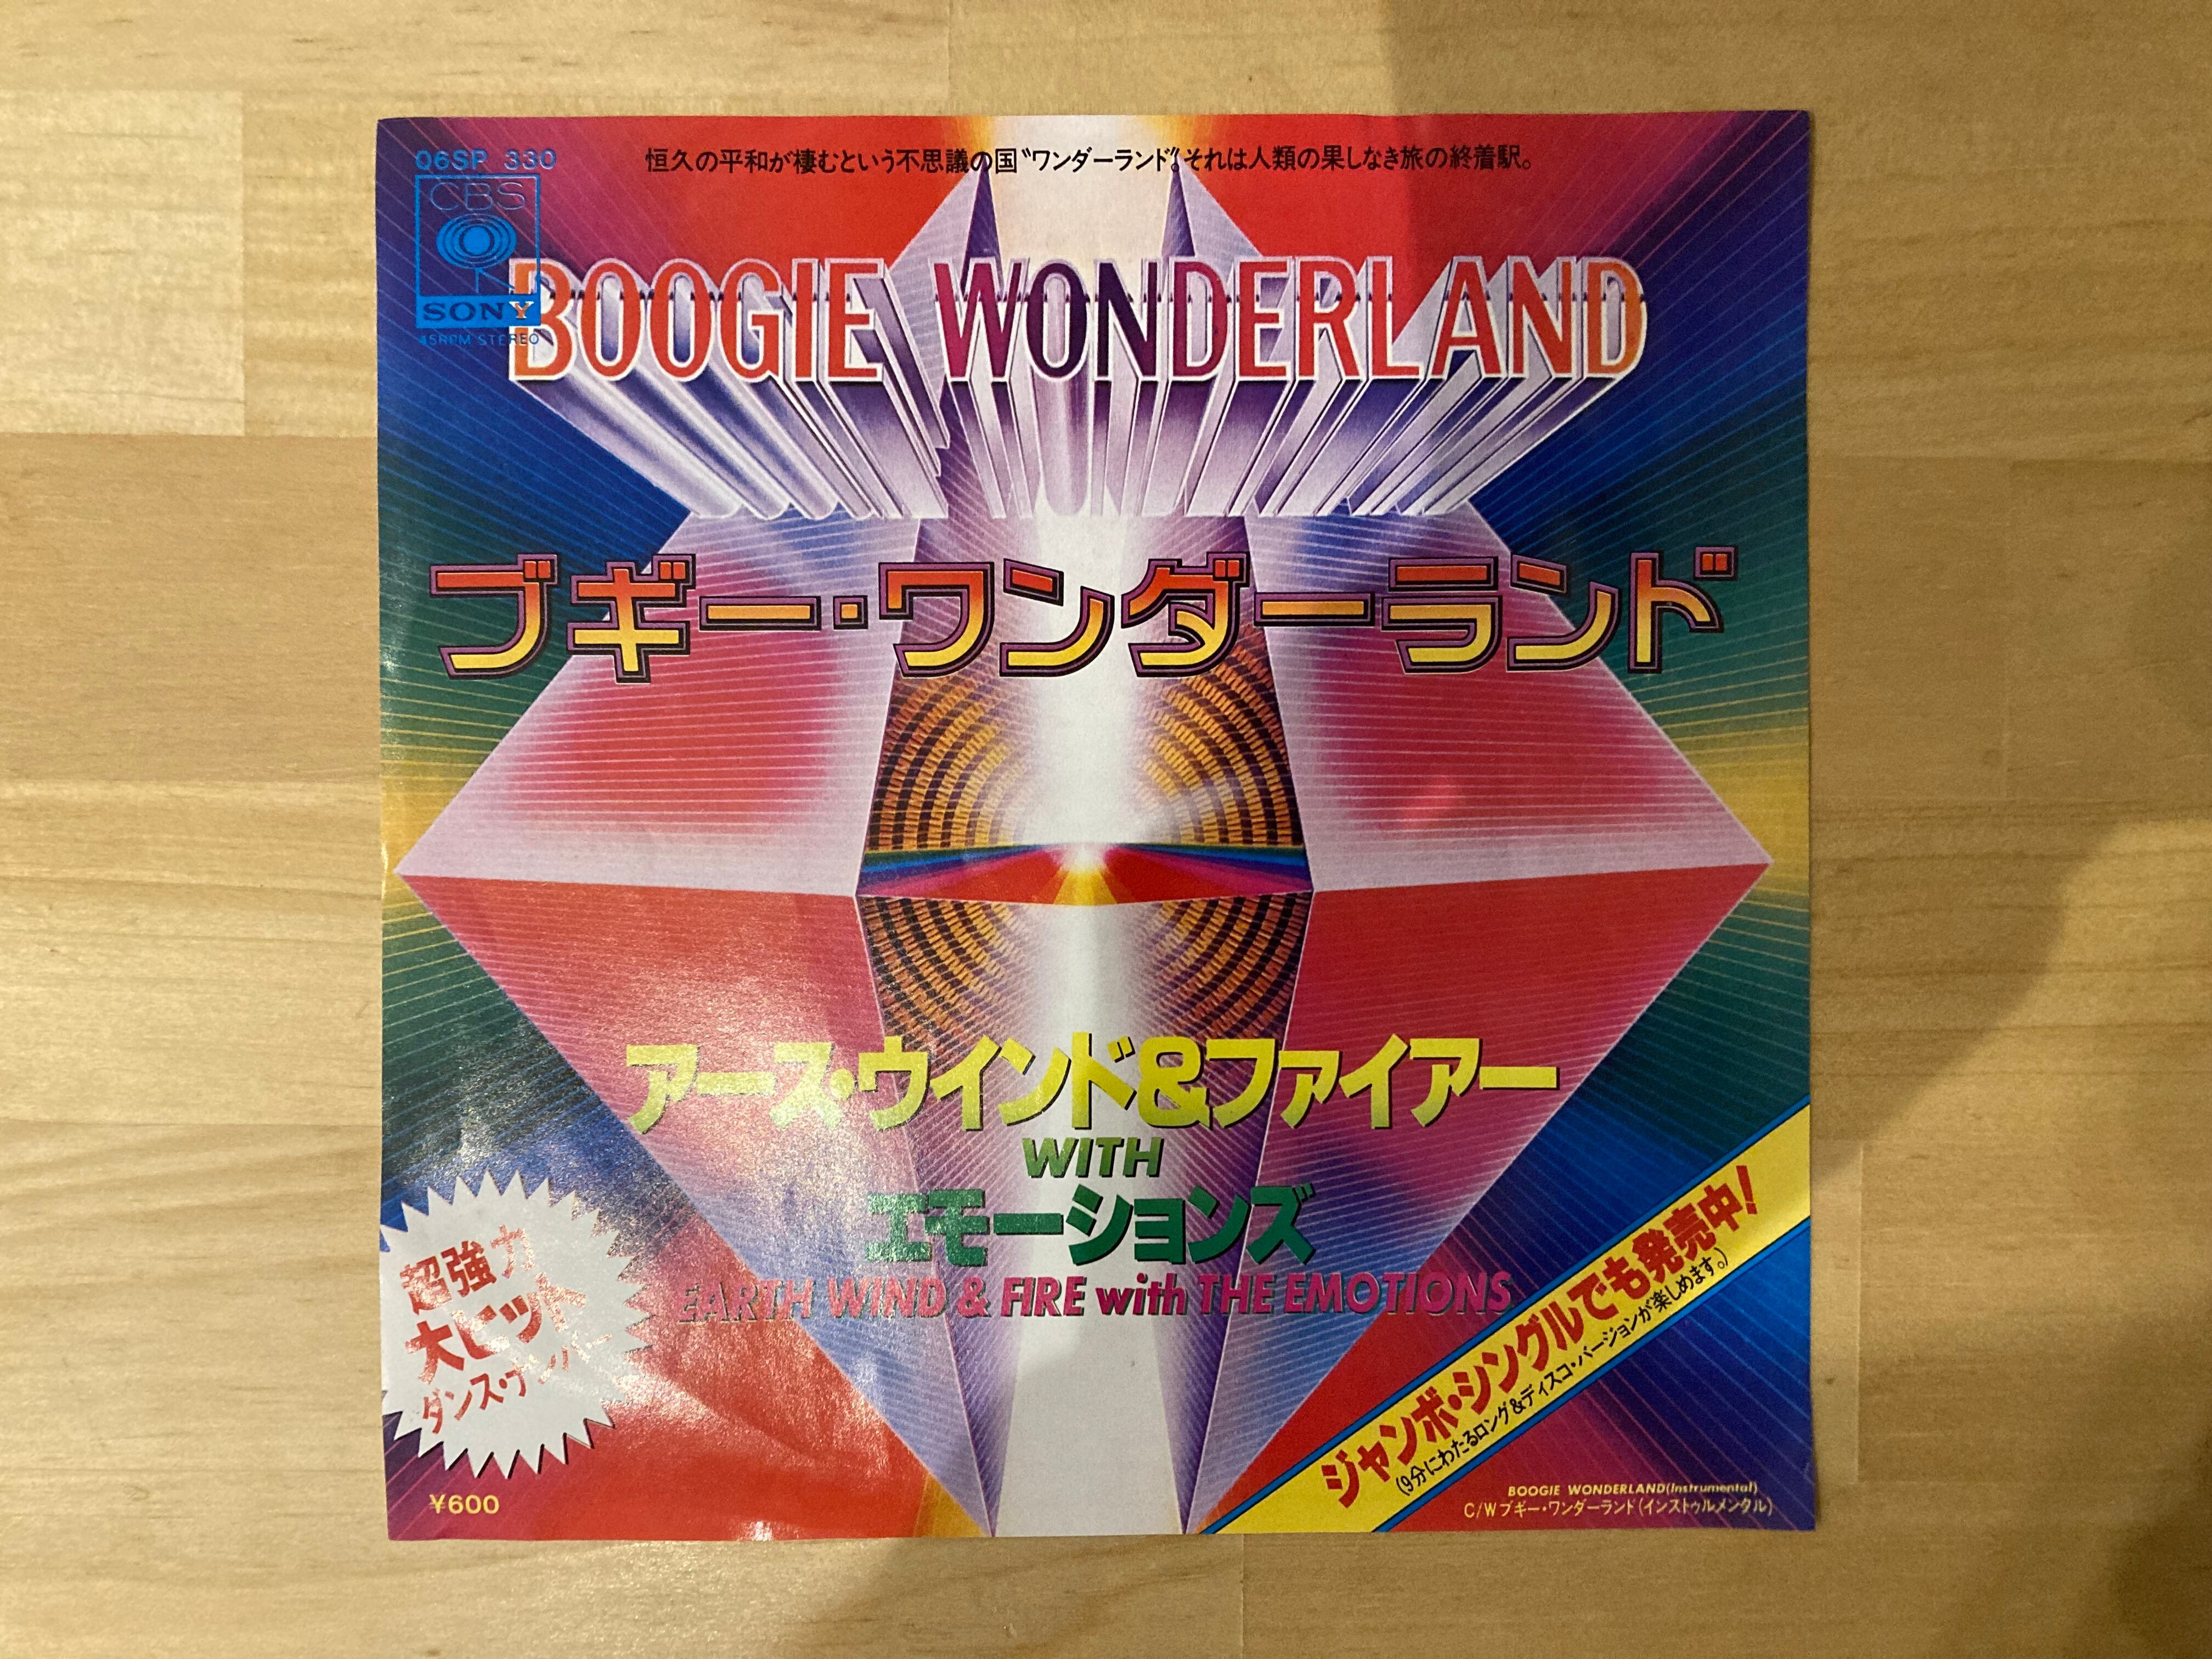 06SP 330
CBS
SONY
45RPM STEREO
恒久の平和が棲むという不思議の国〝ワンダーランド〟それは人類の果しなき旅の終着駅。
BOOGIE WONDERLAND
ブギー・ワンダーランド
アース・ウインド&ファイアー
WITH
エモーションズ
EARTH WIND & FIRE with THE EMOTIONS
超強力
大ヒット
ダンス・
¥600
ジャンボ・シングルでも発売中!
(9分にわたるロング&ディスコ・バージョンが楽しめます。)
BOOGIE WONDERLAND(Instrumental)
C/W ブギー・ワンダーランド(インストゥルメンタル)